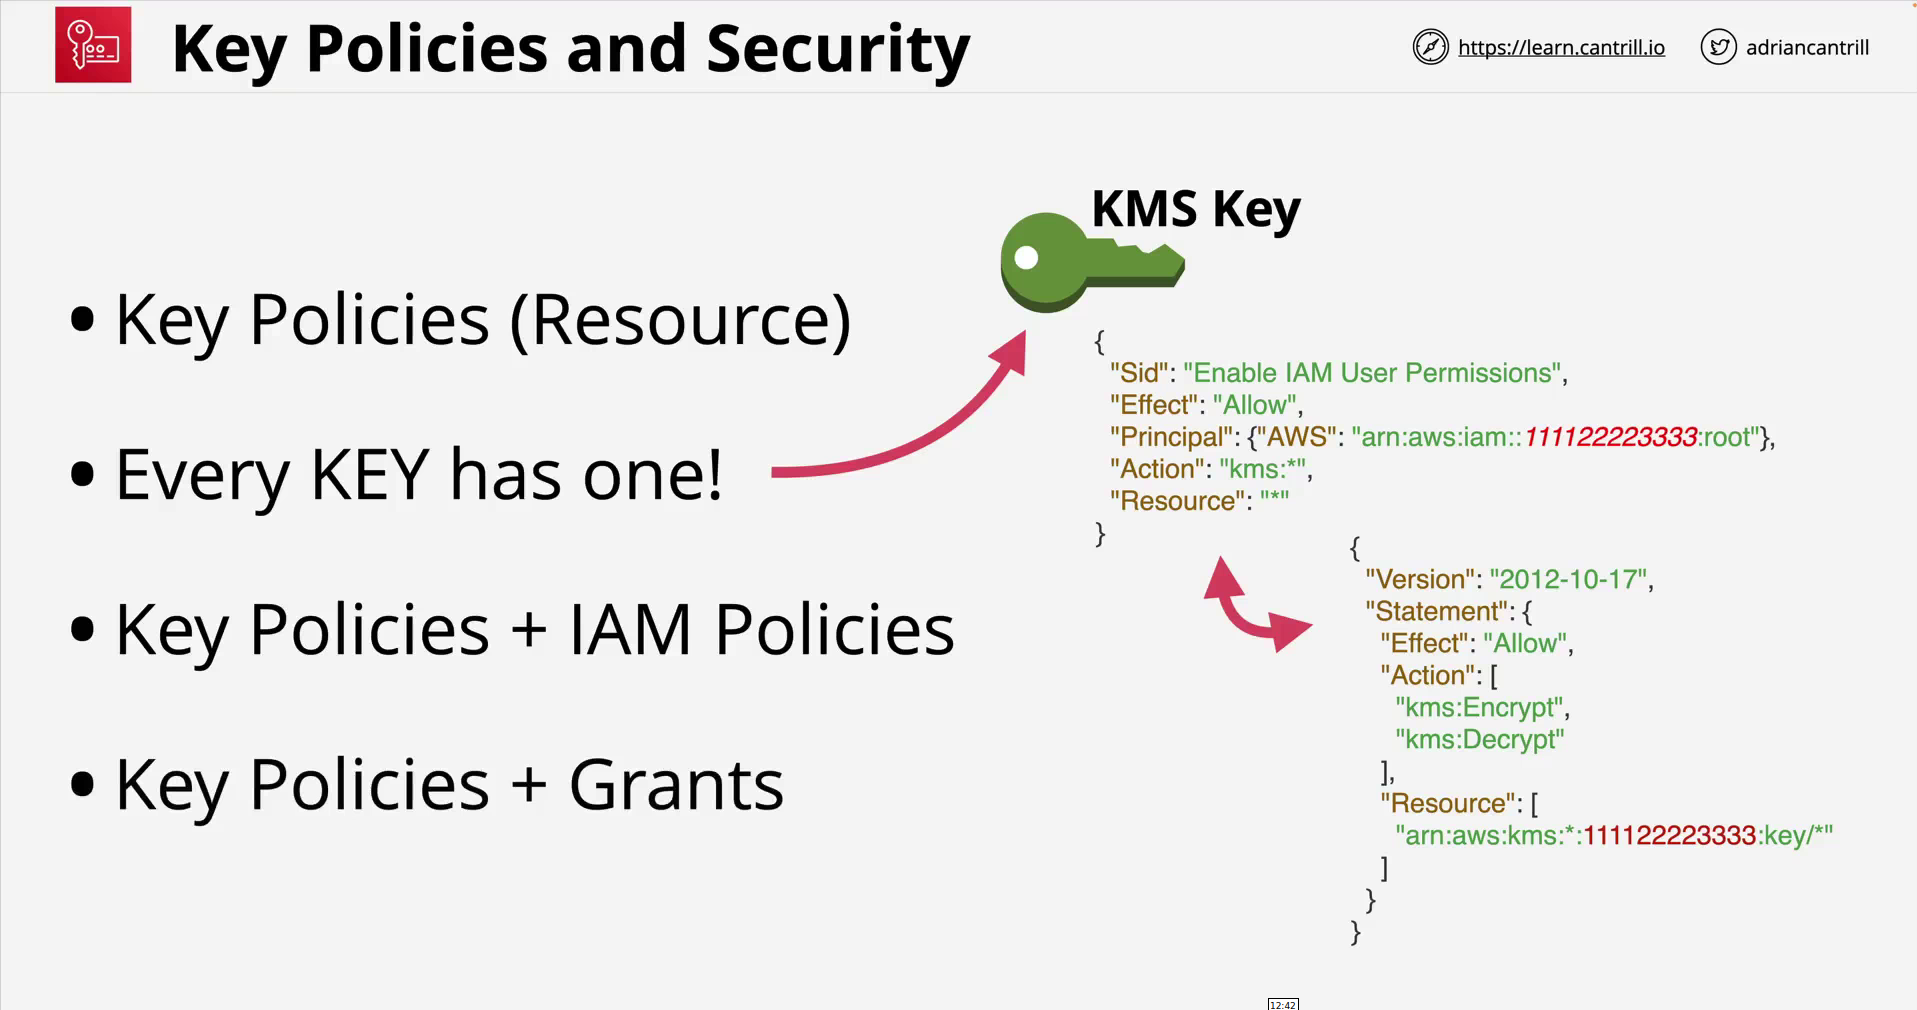 Key Policies and Security
https://learn.cantrill.io
adriancantrill
• Key Policies (Resource)
• Every KEY has one!
• Key Policies + IAM Policies
• Key Policies + Grants
KMS Key
{
"Sid": "Enable IAM User Permissions",
"Effect": "Allow",
"Principal": {"AWS": "arn:aws:iam::111122223333:root"},
"Action": "kms:*",
"Resource": "*"
}
{
"Version": "2012-10-17",
"Statement": {
"Effect": "Allow",
"Action": [
"kms:Encrypt",
"kms:Decrypt"
],
"Resource": [
"arn:aws:kms:*:111122223333:key/*"
]
}
}
12:42